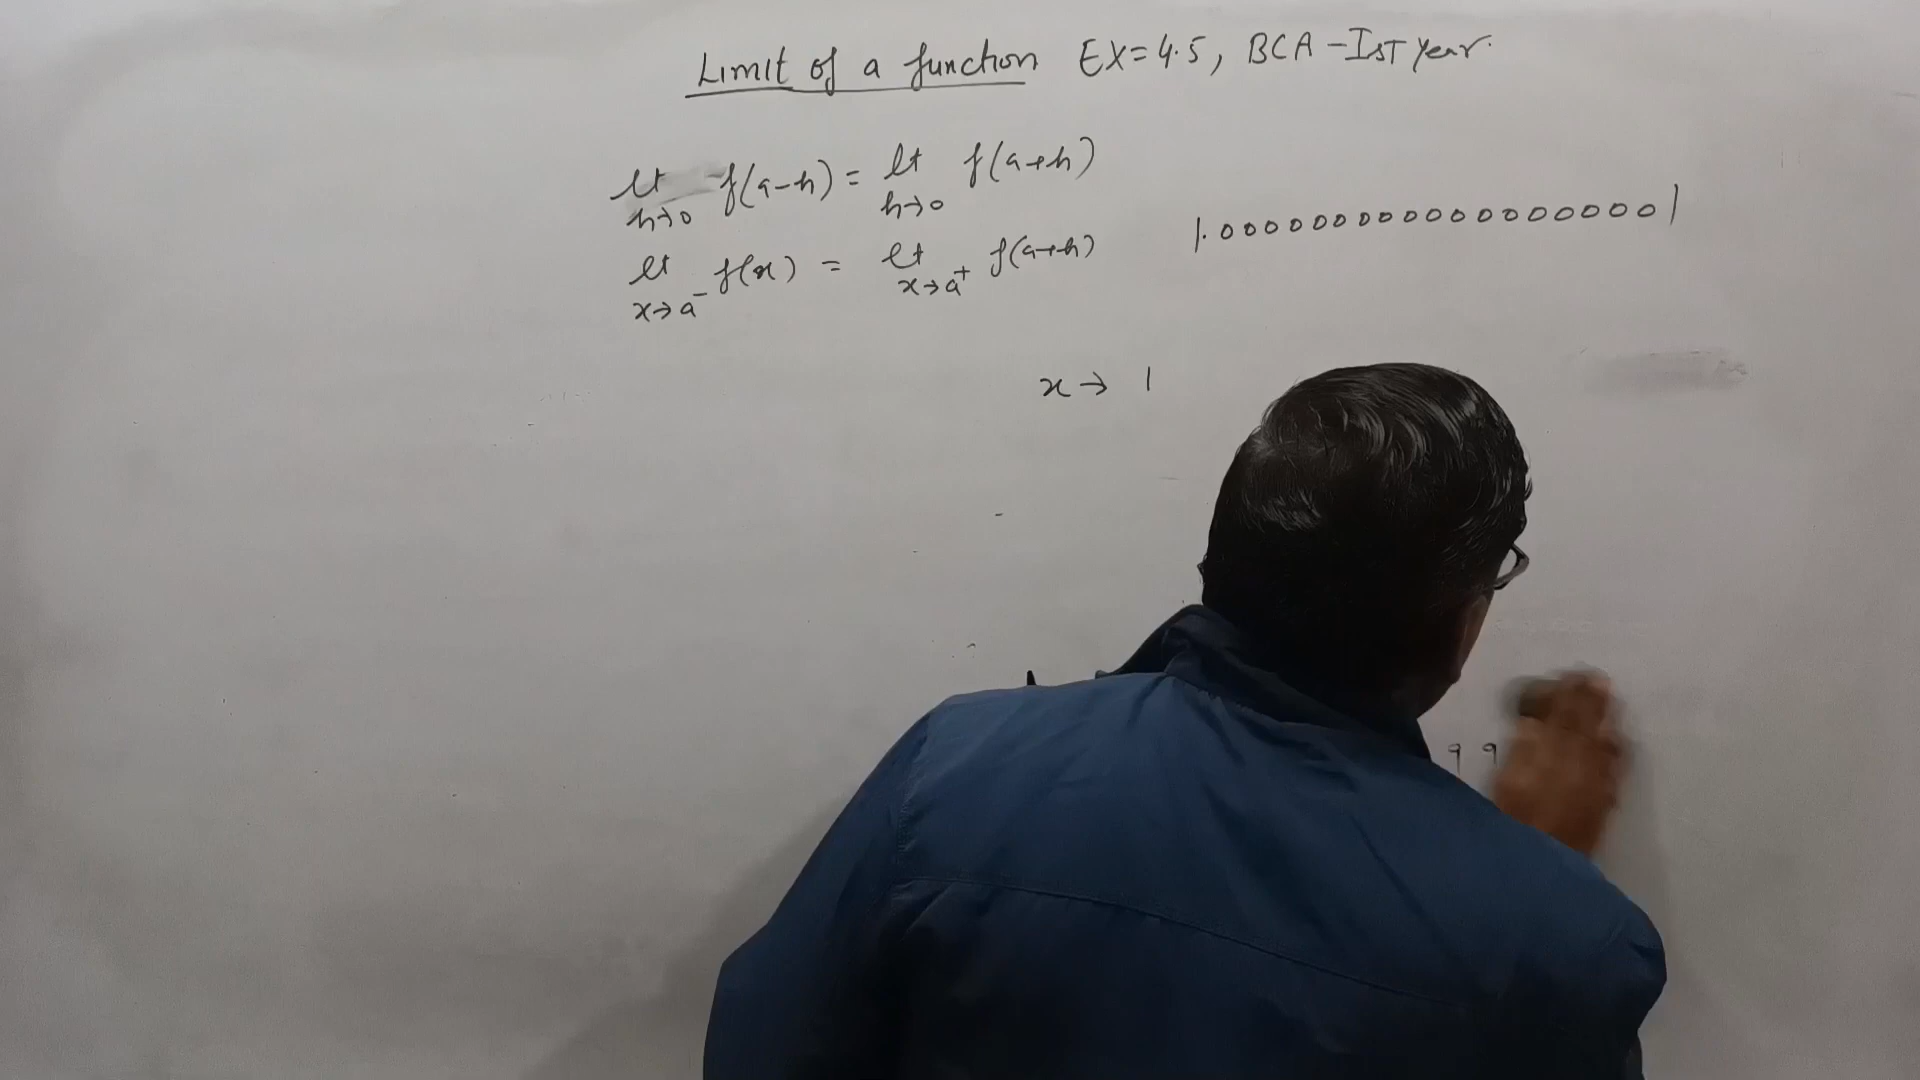 Limit of a function EX=4.5, BCA-Ist year.
lt f(a-h) = lt f(a+h)
h→0 h→0
1.000000000000000001
lt f(x) = lt f(a+h)
x→a⁻ x→a⁺
x→ 1
9 9